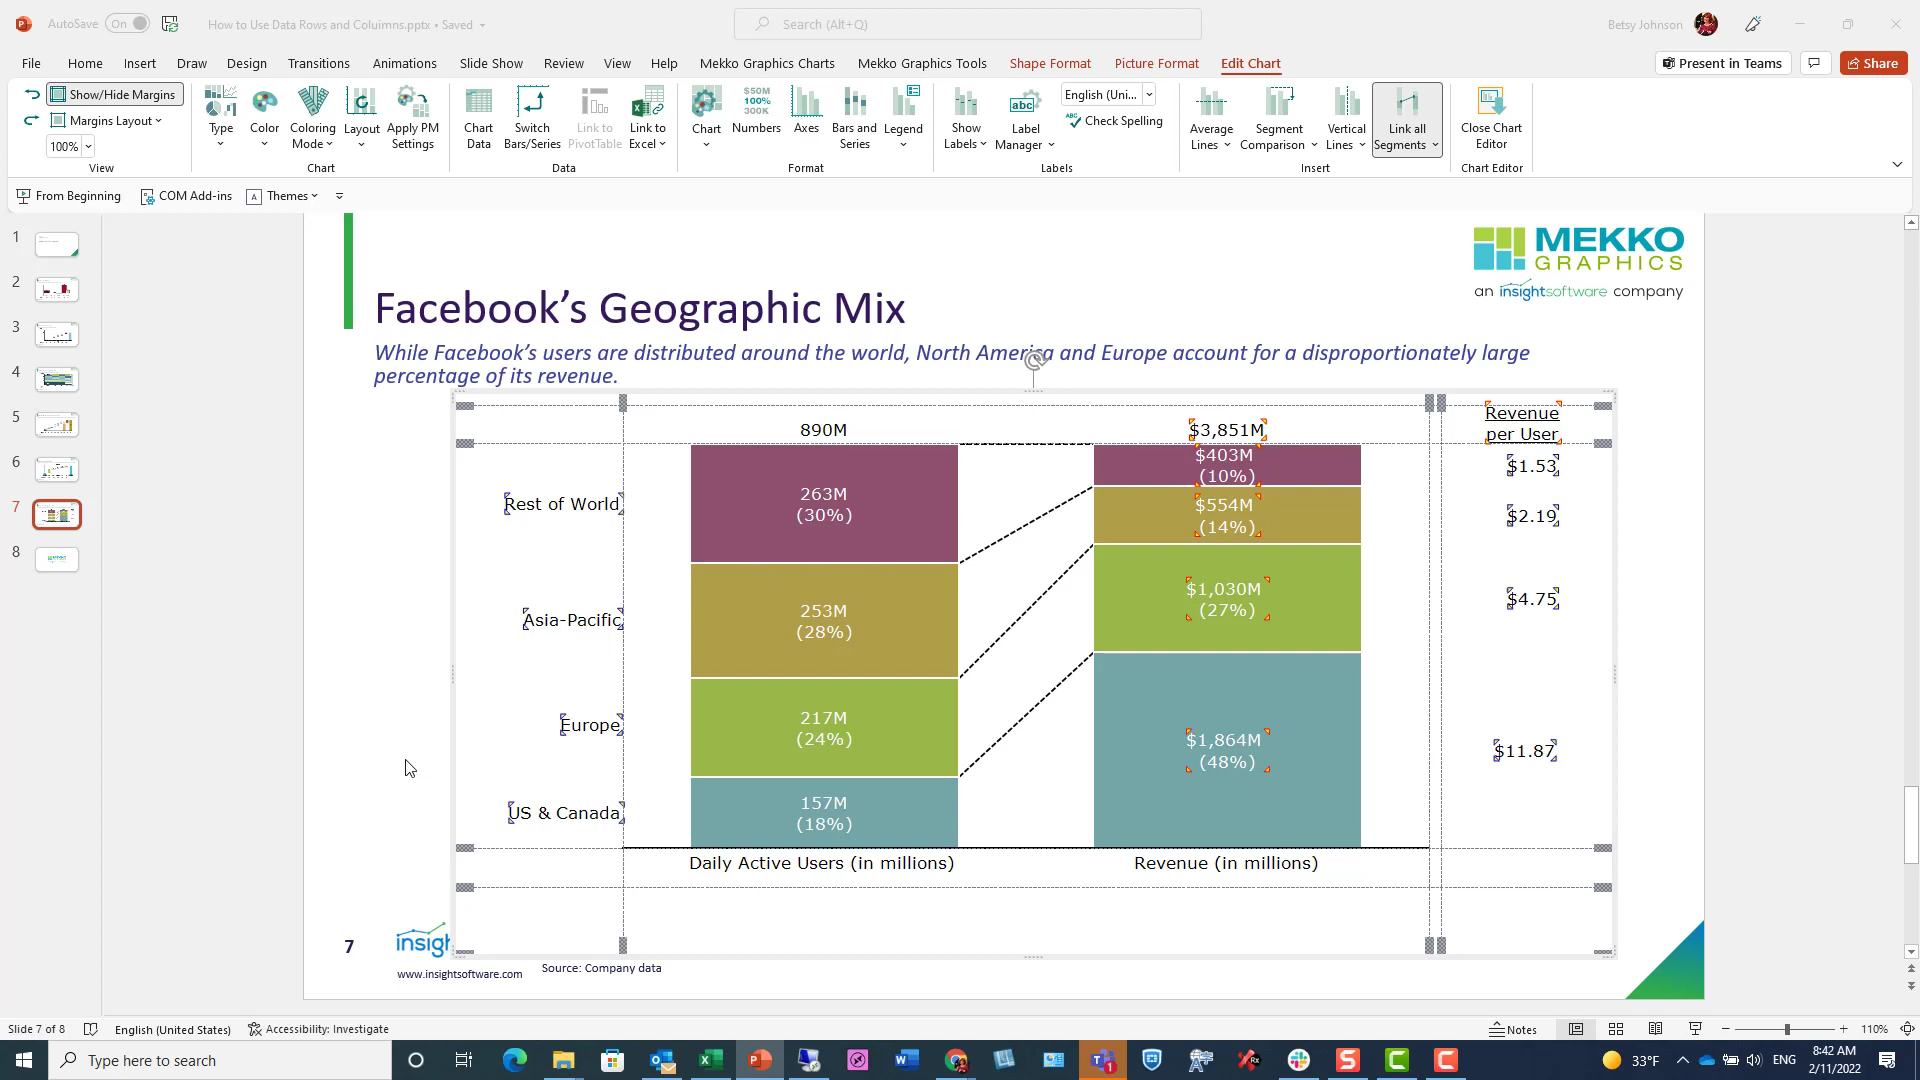 AutoSave On How to Use Data Rows and Coluimns.pptx • Saved Search (Alt+Q) Betsy Johnson
File Home Insert Draw Design Transitions Animations Slide Show Review View Help Mekko Graphics Charts Mekko Graphics Tools Shape Format Picture Format Edit Chart Present in Teams Share
Show/Hide Margins
Margins Layout
100%
View
Type
Color
Coloring Mode
Layout
Apply PM Settings
Chart
Chart Data
Switch Bars/Series
Link to PivotTable
Link to Excel
Data
Chart
Numbers
$50M
100%
300K
Axes
Bars and Series
Legend
Format
Show Labels
abc
Label Manager
English (Uni...
ABC
Check Spelling
Labels
Average Lines
Segment Comparison
Vertical Lines
Link all Segments
Insert
Close Chart Editor
Chart Editor
From Beginning COM Add-ins A Themes
1
2
3
4
5
6
7
8
MEKKO
GRAPHICS
an insightsoftware company
Facebook’s Geographic Mix
While Facebook’s users are distributed around the world, North America and Europe account for a disproportionately large
percentage of its revenue.
890M $3,851M Revenue
per User
Rest of World
263M
(30%)
$403M
(10%)
$1.53
$554M
(14%)
$2.19
Asia-Pacific
253M
(28%)
$1,030M
(27%)
$4.75
Europe
217M
(24%)
$1,864M
(48%)
$11.87
US & Canada
157M
(18%)
Daily Active Users (in millions) Revenue (in millions)
7
insigh
www.insightsoftware.com Source: Company data
Slide 7 of 8 English (United States) Accessibility: Investigate Notes 110%
Type here to search 1 33°F ENG 8:42 AM
2/11/2022